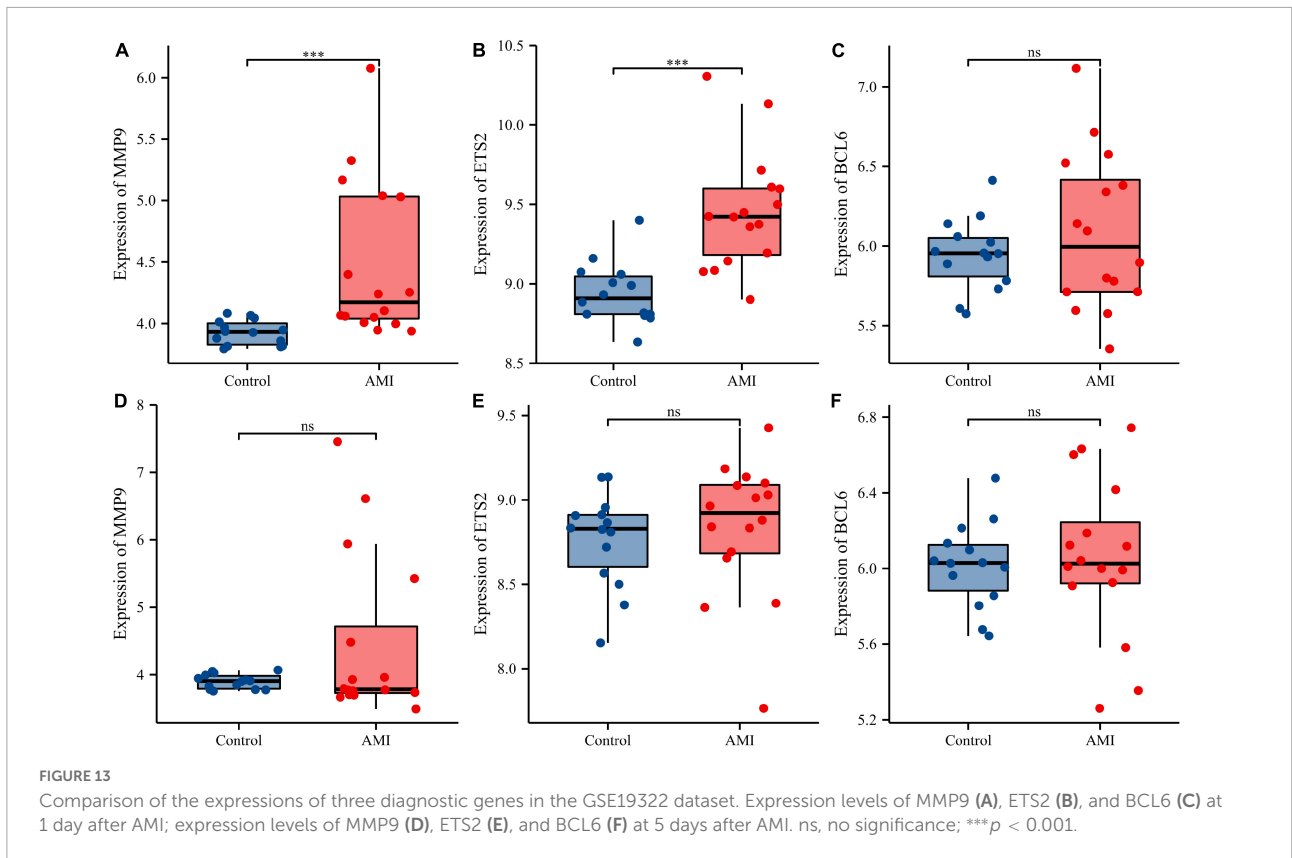 A
***
6.0
5.5
5.0
4.5
4.0
Expression of MMP9
Control
AMI
B
***
10.5
10.0
9.5
9.0
8.5
Expression of ETS2
Control
AMI
C
ns
7.0
6.5
6.0
5.5
Expression of BCL6
Control
AMI
D
ns
8
7
6
5
4
Expression of MMP9
Control
AMI
E
ns
9.5
9.0
8.5
8.0
Expression of ETS2
Control
AMI
F
ns
6.8
6.4
6.0
5.6
5.2
Expression of BCL6
Control
AMI
FIGURE 13
Comparison of the expressions of three diagnostic genes in the GSE19322 dataset. Expression levels of MMP9 (A), ETS2 (B), and BCL6 (C) at
1 day after AMI; expression levels of MMP9 (D), ETS2 (E), and BCL6 (F) at 5 days after AMI. ns, no significance; ***p < 0.001.